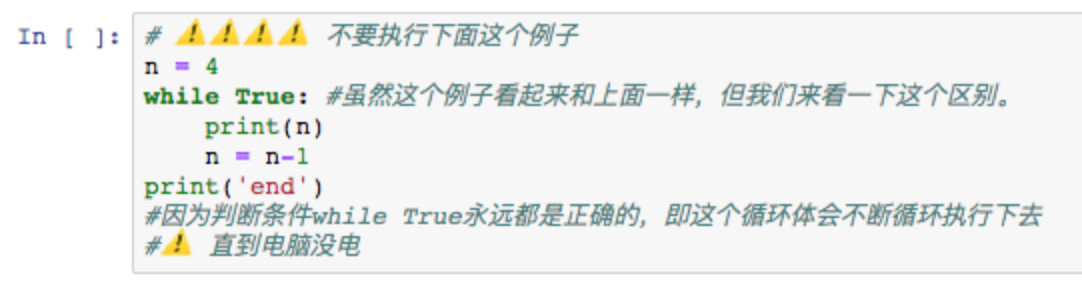 In [ ]: # ⚠️⚠️⚠️⚠️ 不要执行下面这个例子
n = 4
while True: #虽然这个例子看起来和上面一样，但我们来看一下这个区别。
    print(n)
    n = n-1
print('end')
#因为判断条件while True永远都是正确的，即这个循环体会不断循环执行下去
#⚠️ 直到电脑没电